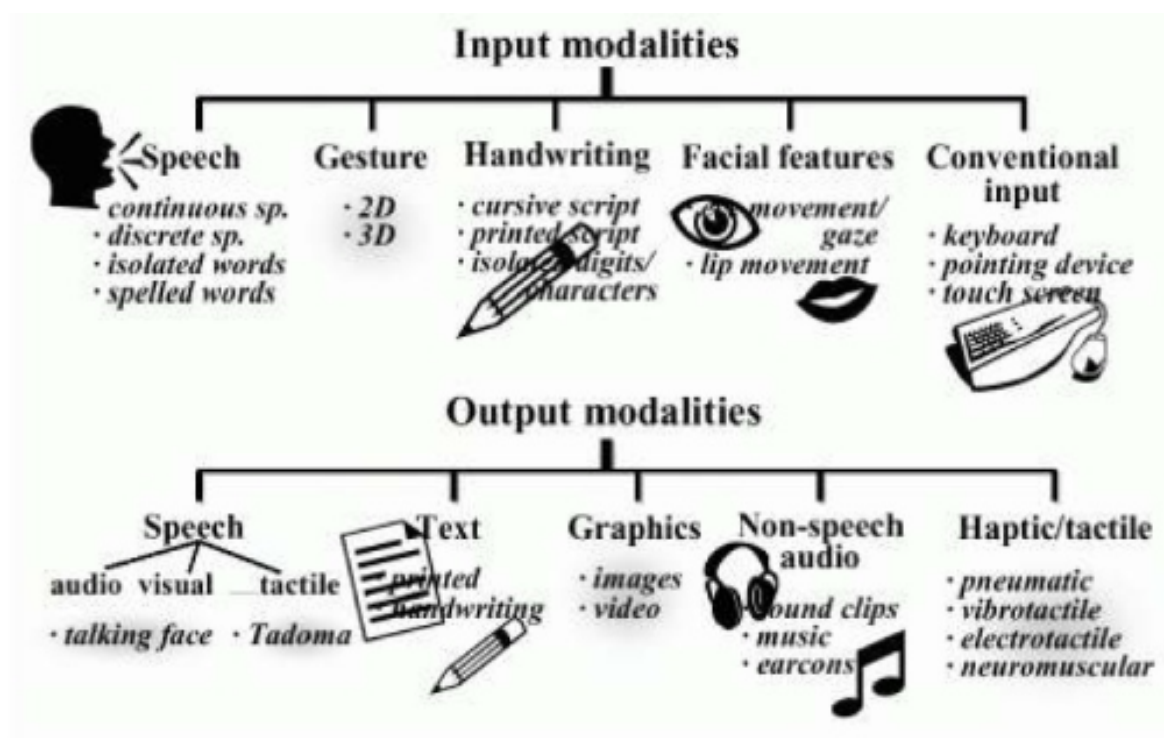 Input modalities
Speech
continuous sp.
· discrete sp.
· isolated words
· spelled words
Gesture
· 2D
· 3D
Handwriting
· cursive script
· printed script
· digits/
characters
Facial features
movement/
gaze
· lip movement
Conventional
input
· keyboard
· pointing device
· touch screen
Output modalities
Speech
audio visual tactile
· talking face · Tadoma
Text
printed
handwriting
Graphics
· images
· video
Non-speech
audio
sound clips
· music
· earcons
Haptic/tactile
· pneumatic
· vibrotactile
· electrotactile
· neuromuscular